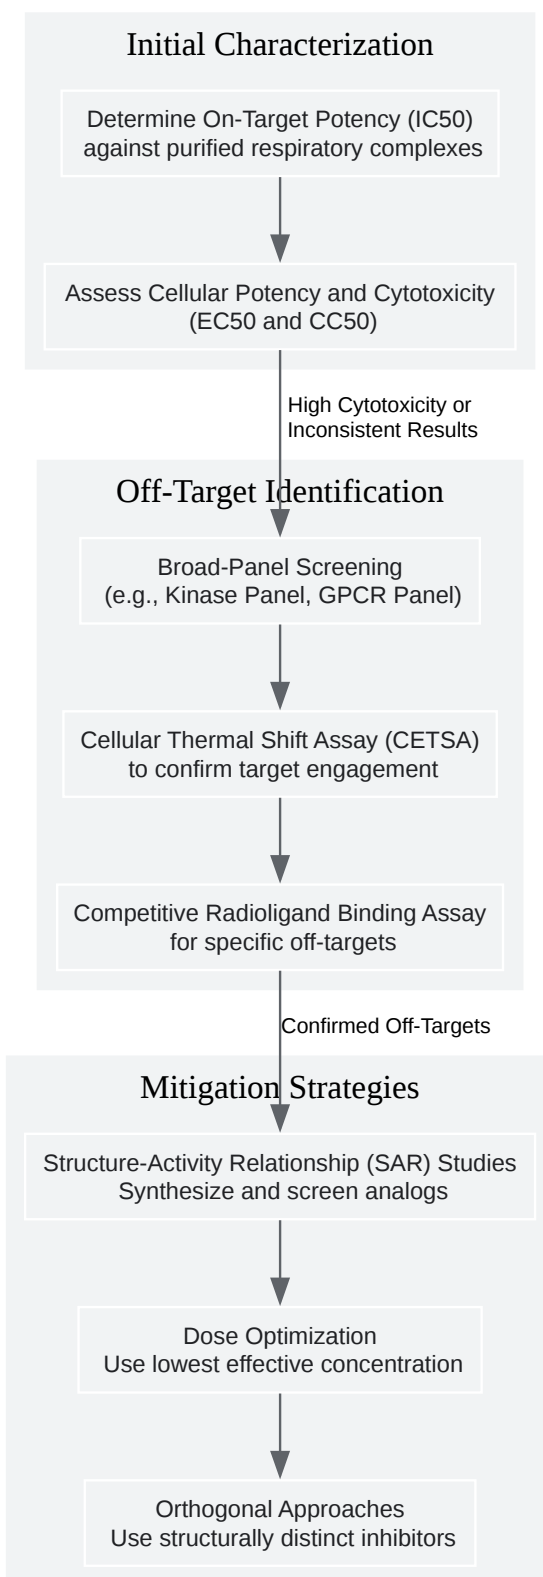 Initial Characterization
Determine On-Target Potency (IC50)
against purified respiratory complexes
Assess Cellular Potency and Cytotoxicity
(EC50 and CC50)
High Cytotoxicity or
Inconsistent Results
Off-Target Identification
Broad-Panel Screening
(e.g., Kinase Panel, GPCR Panel)
Cellular Thermal Shift Assay (CETSA)
to confirm target engagement
Competitive Radioligand Binding Assay
for specific off-targets
Confirmed Off-Targets
Mitigation Strategies
Structure-Activity Relationship (SAR) Studies
Synthesize and screen analogs
Dose Optimization
Use lowest effective concentration
Orthogonal Approaches
Use structurally distinct inhibitors